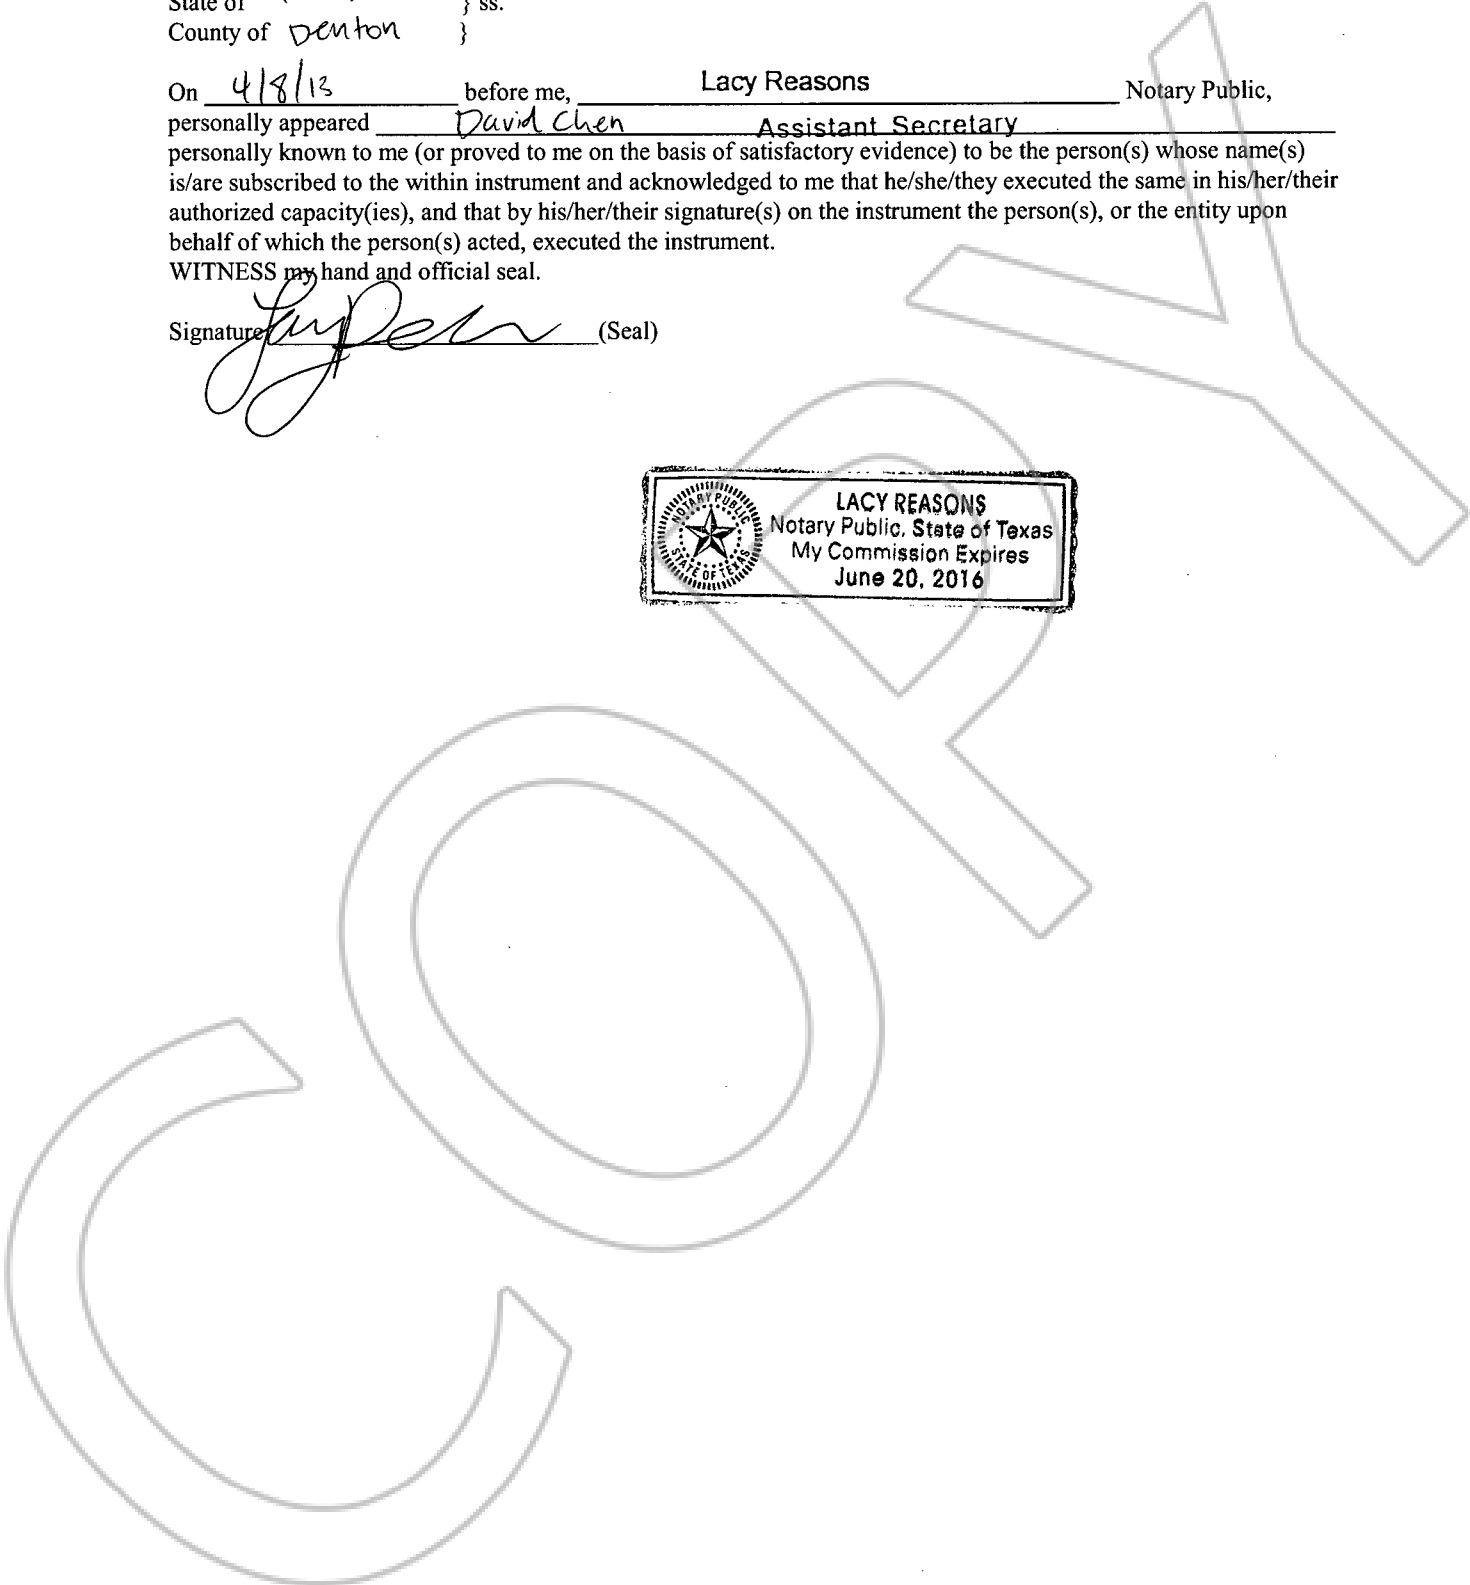 State of } ss.
County of Denton }
On 4/8/13 before me, Lacy Reasons Notary Public,
personally appeared David Chen Assistant Secretary
personally known to me (or proved to me on the basis of satisfactory evidence) to be the person(s) whose name(s)
is/are subscribed to the within instrument and acknowledged to me that he/she/they executed the same in his/her/their
authorized capacity(ies), and that by his/her/their signature(s) on the instrument the person(s), or the entity upon
behalf of which the person(s) acted, executed the instrument.
WITNESS my hand and official seal.
Signature (Seal)
NOTARY PUBLIC
STATE OF TEXAS
LACY REASONS
Notary Public, State of Texas
My Commission Expires
June 20, 2016
COPY